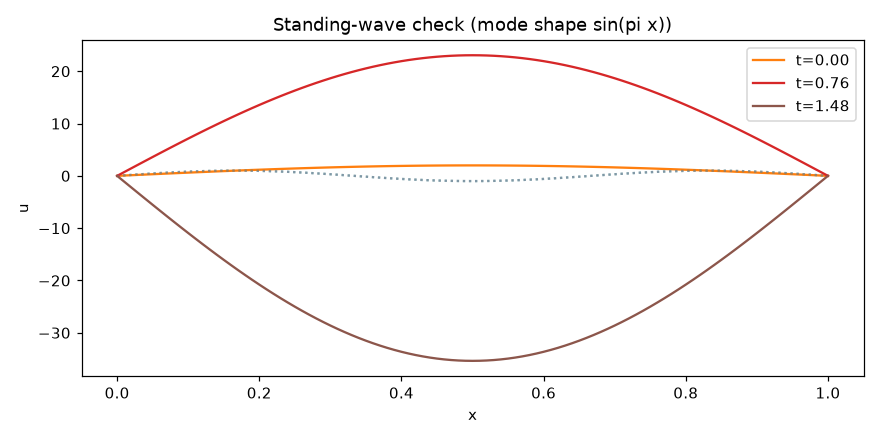 Standing-wave check (mode shape sin(pi x))
t=0.00
t=0.76
t=1.48
20
10
0
−10
−20
−30
u
0.0
0.2
0.4
0.6
0.8
1.0
x